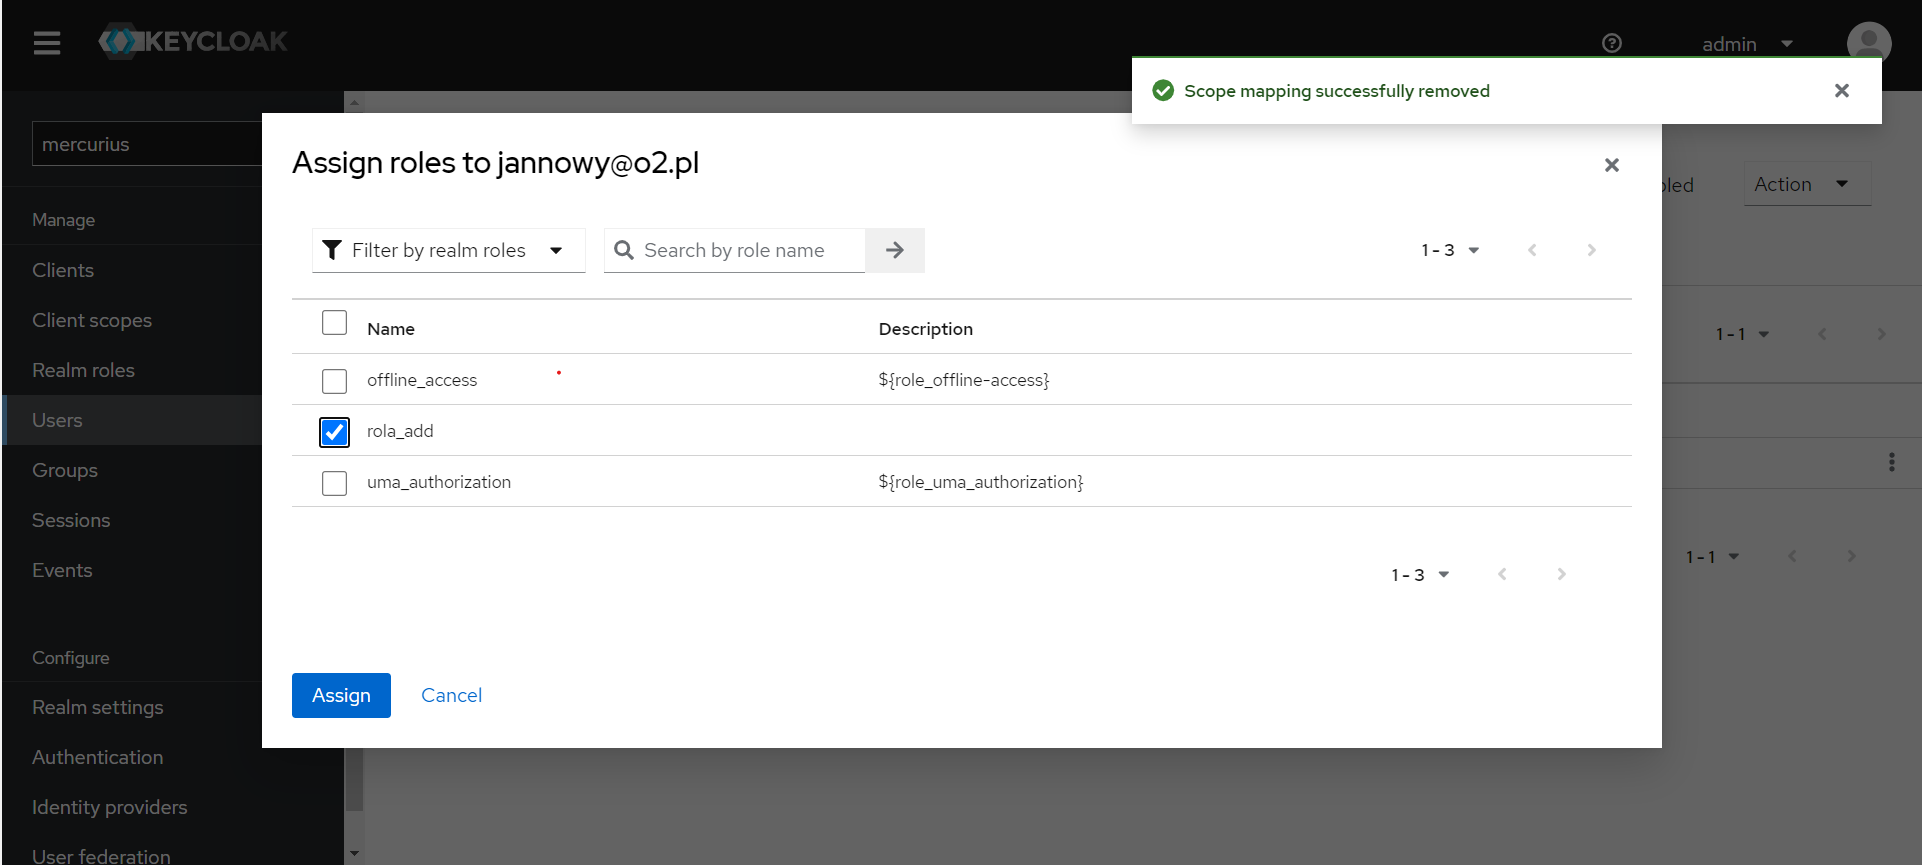 KEYCLOAK
admin
Scope mapping successfully removed
mercurius
Manage
Clients
Client scopes
Realm roles
Users
Groups
Sessions
Events
Configure
Realm settings
Authentication
Identity providers
User federation
Assign roles to jannowy@o2.pl
Filter by realm roles
Search by role name
1 - 3
Name Description
offline_access ${role_offline-access}
rola_add
uma_authorization ${role_uma_authorization}
1 - 3
Assign Cancel
Action
1 - 1
1 - 1